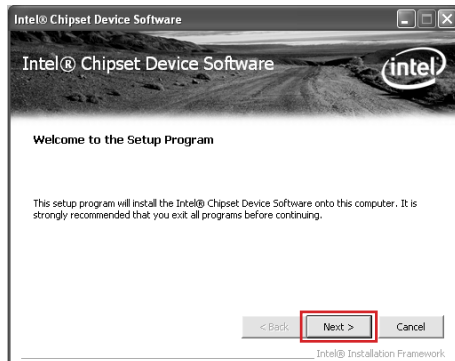 Intel® Chipset Device Software
Intel® Chipset Device Software
intel
Welcome to the Setup Program
This setup program will install the Intel® Chipset Device Software onto this computer. It is
strongly recommended that you exit all programs before continuing.
< Back
Next >
Cancel
Intel® Installation Framework